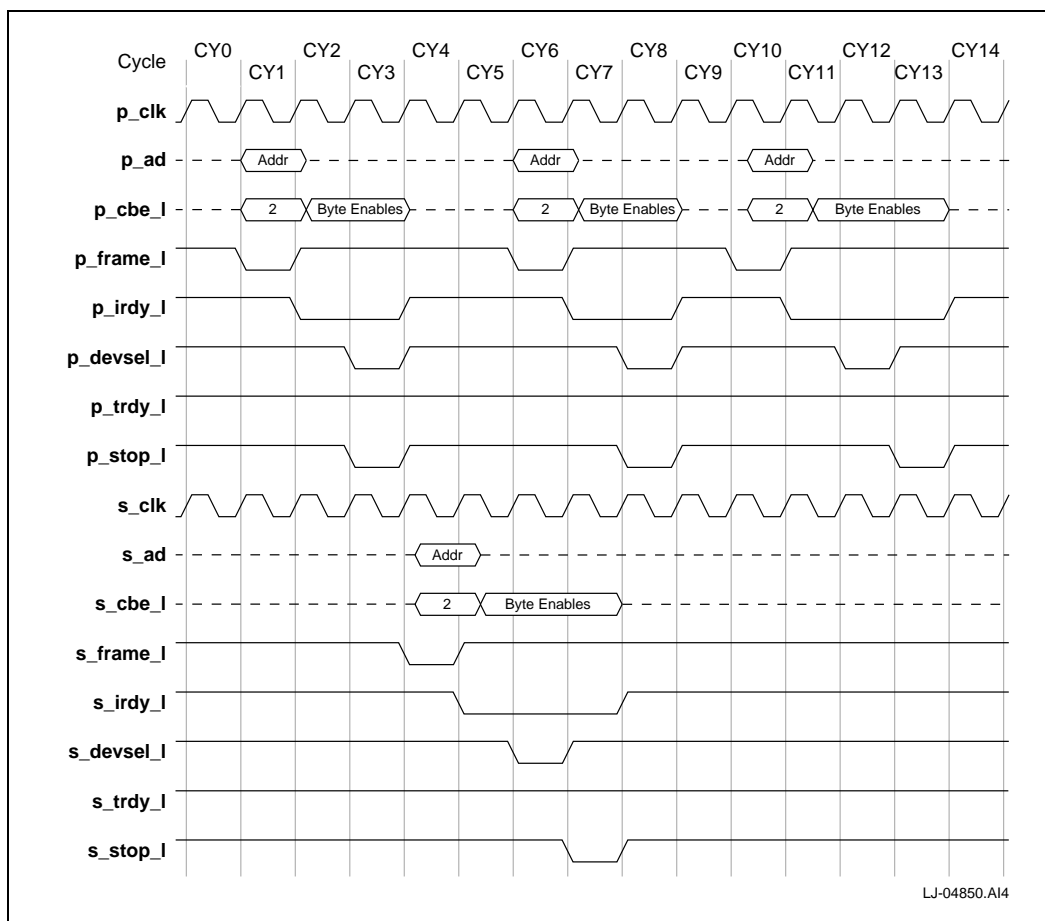 Cycle CY0 CY2 CY4 CY6 CY8 CY10 CY12 CY14
CY1 CY3 CY5 CY7 CY9 CY11 CY13
p_clk
p_ad Addr Addr Addr
p_cbe_l 2 Byte Enables 2 Byte Enables 2 Byte Enables
p_frame_l
p_irdy_l
p_devsel_l
p_trdy_l
p_stop_l
s_clk
s_ad Addr
s_cbe_l 2 Byte Enables
s_frame_l
s_irdy_l
s_devsel_l
s_trdy_l
s_stop_l
LJ-04850.AI4